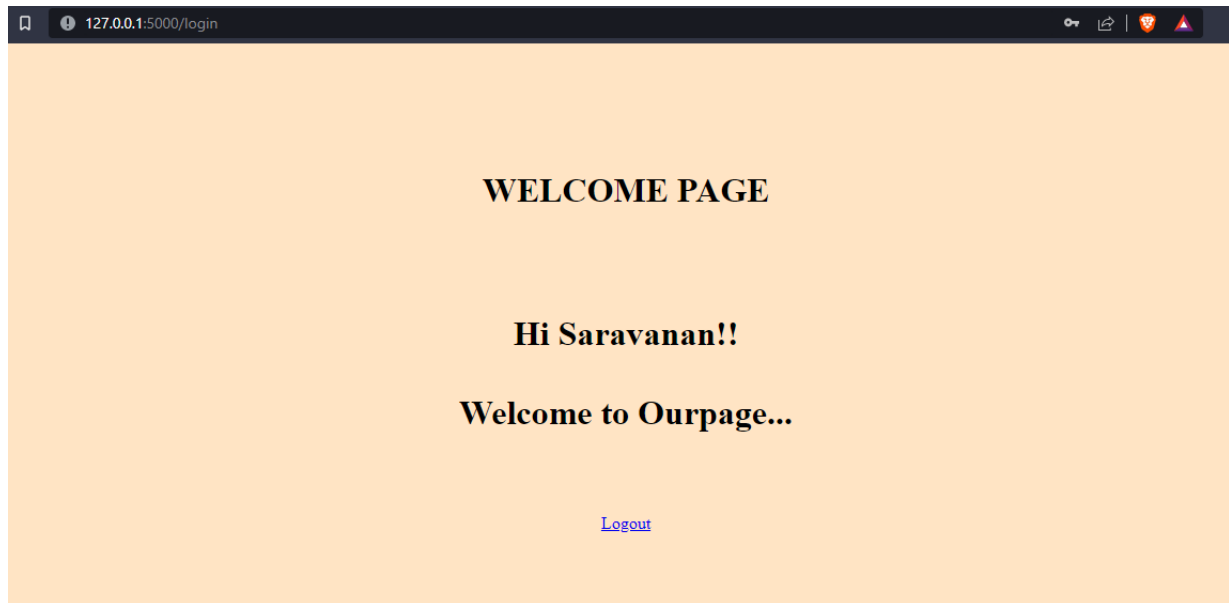 127.0.0.1:5000/login
WELCOME PAGE
Hi Saravanan!!
Welcome to Ourpage...
Logout